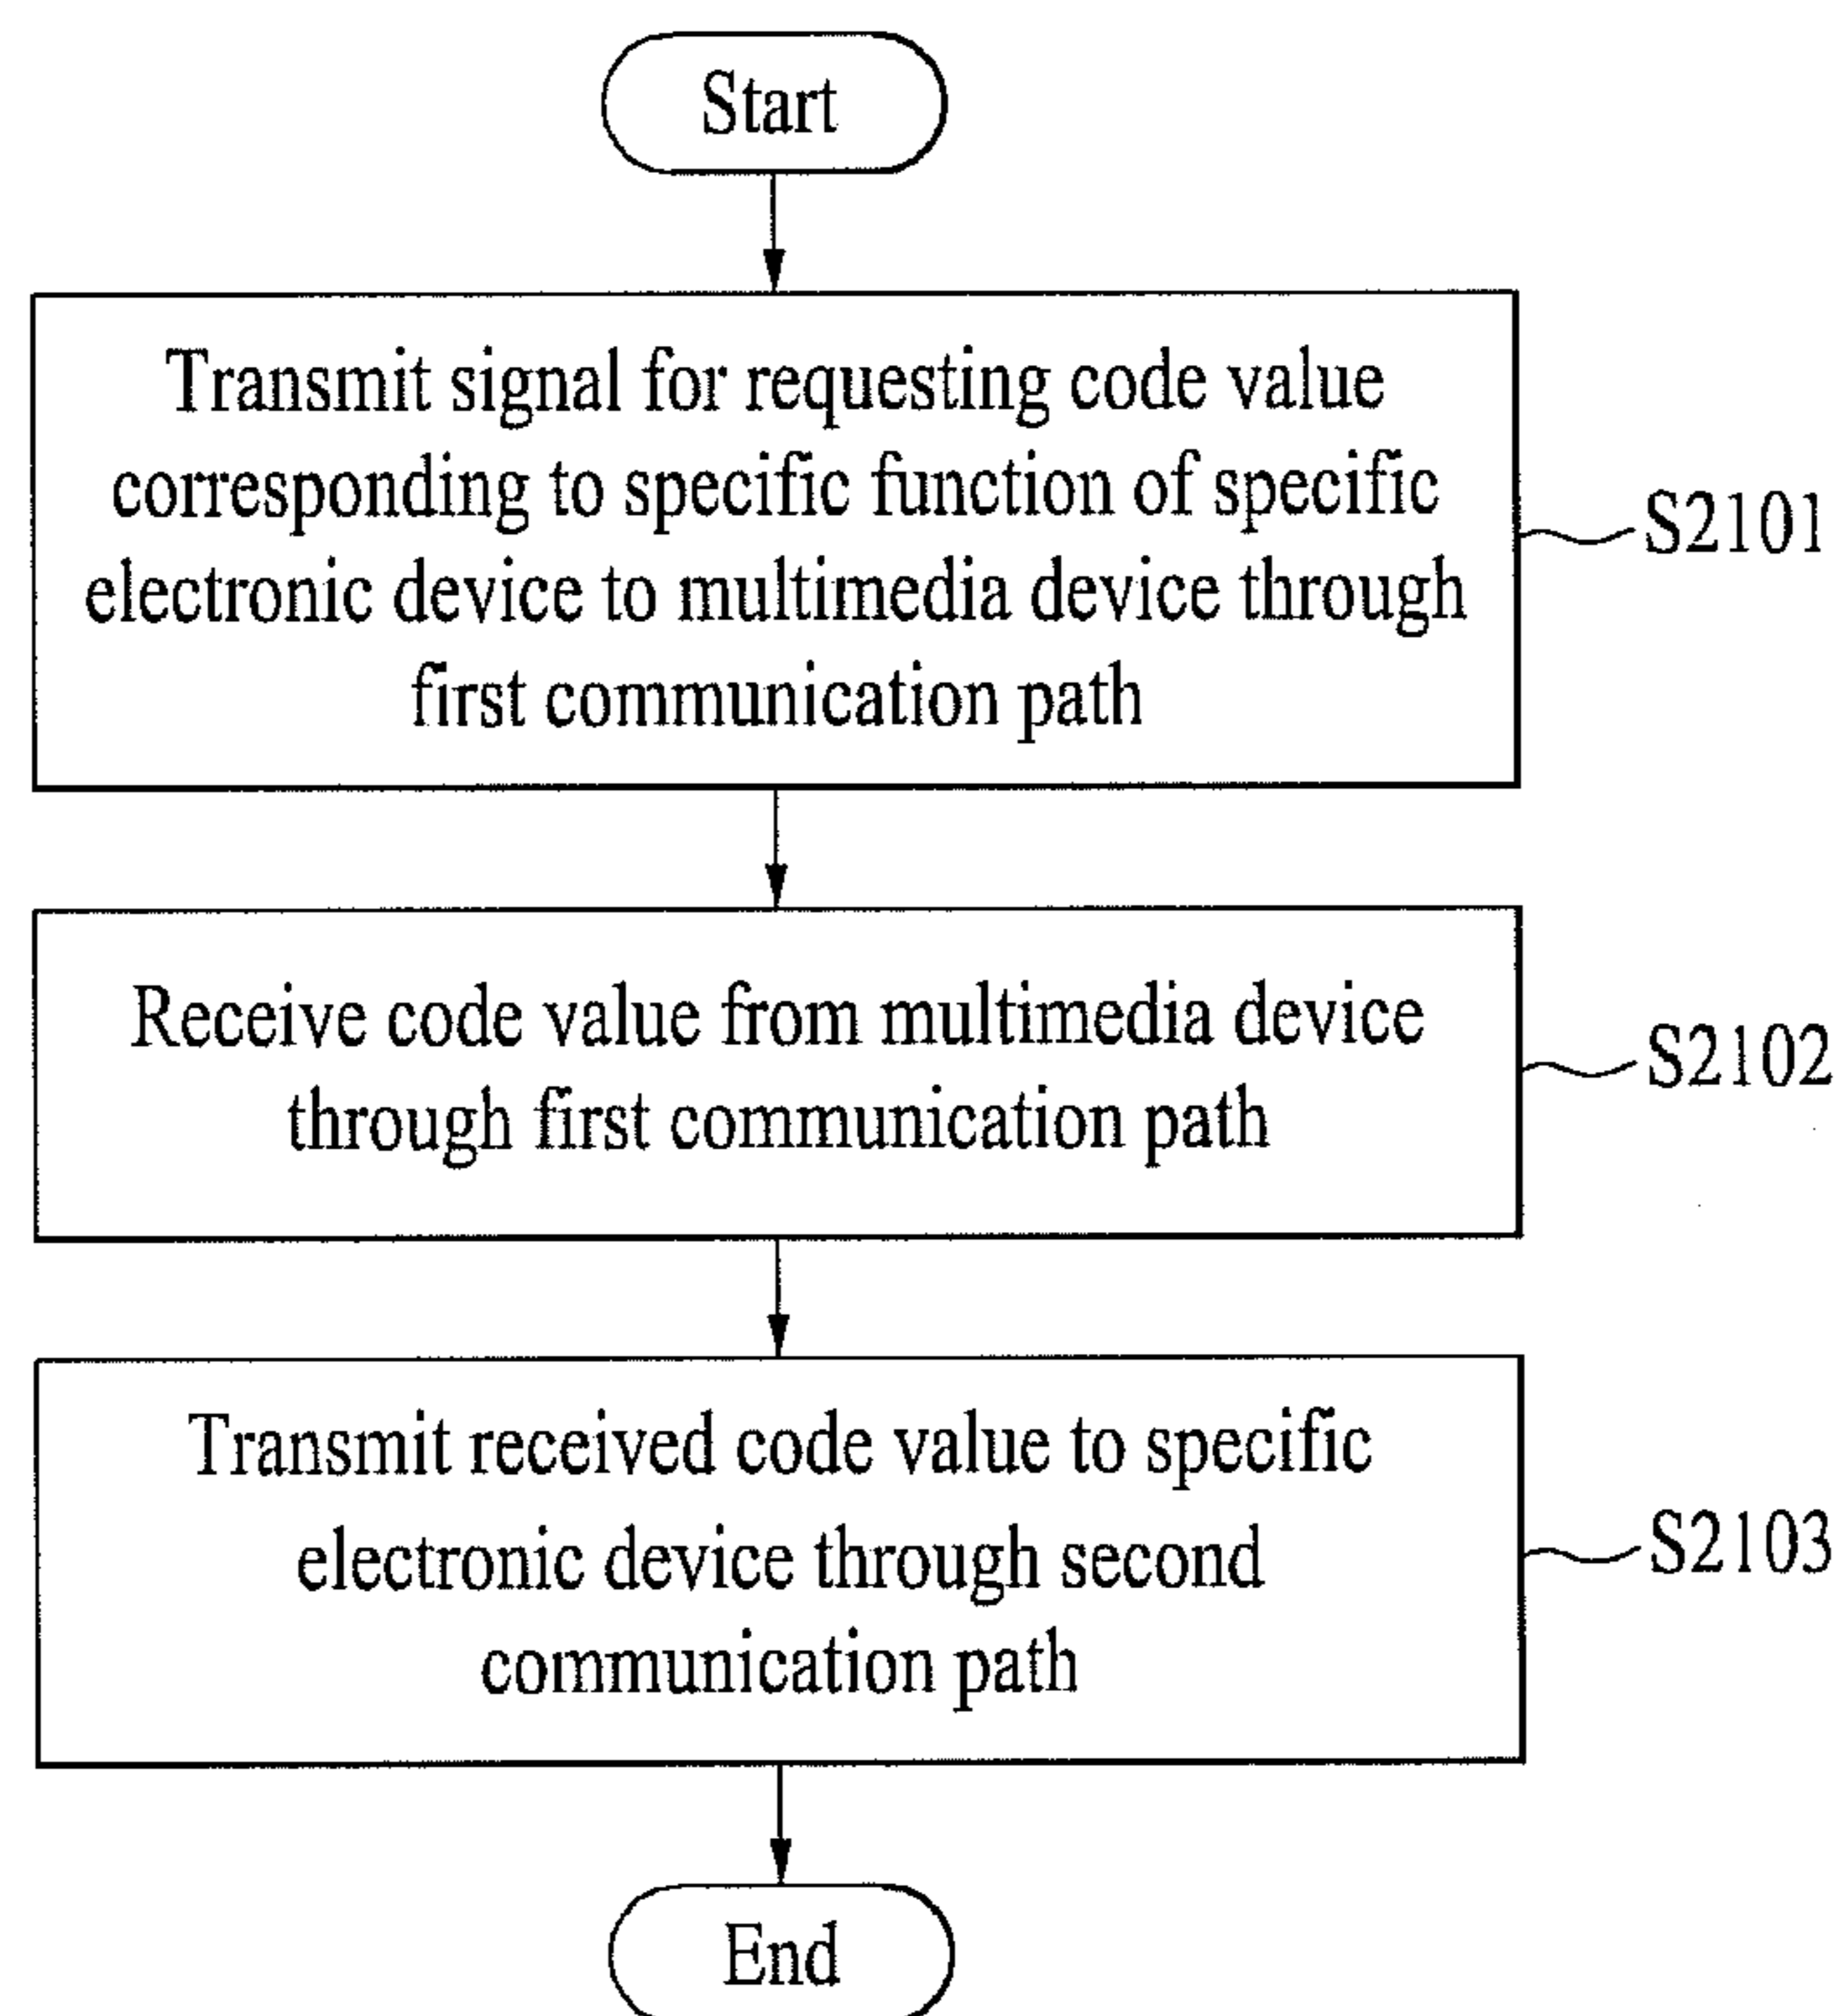 Start
Transmit signal for requesting code value
corresponding to specific function of specific
electronic device to multimedia device through
first communication path
S2101
Receive code value from multimedia device
through first communication path
S2102
Transmit received code value to specific
electronic device through second
communication path
S2103
End